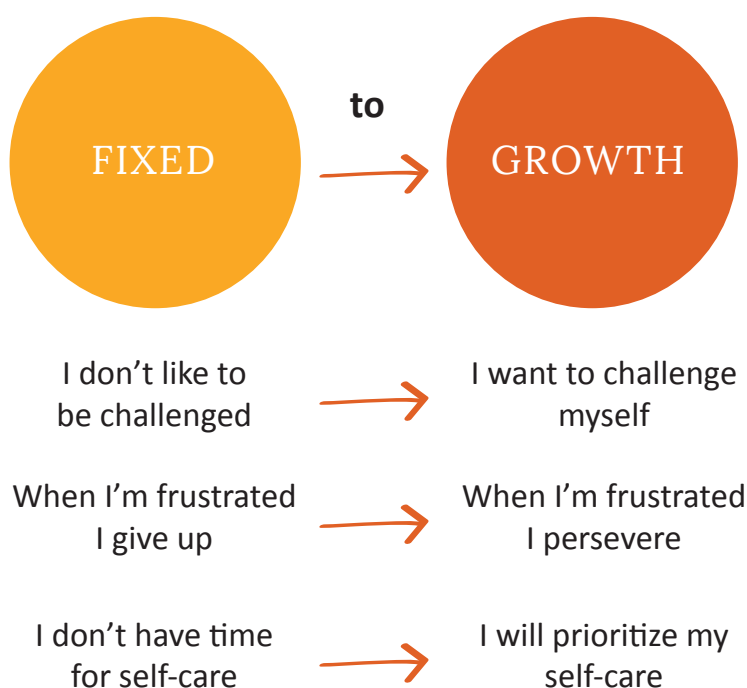 FIXED
to
GROWTH
I don't like to
be challenged
I want to challenge
myself
When I'm frustrated
I give up
When I'm frustrated
I persevere
I don't have time
for self-care
I will prioritize my
self-care